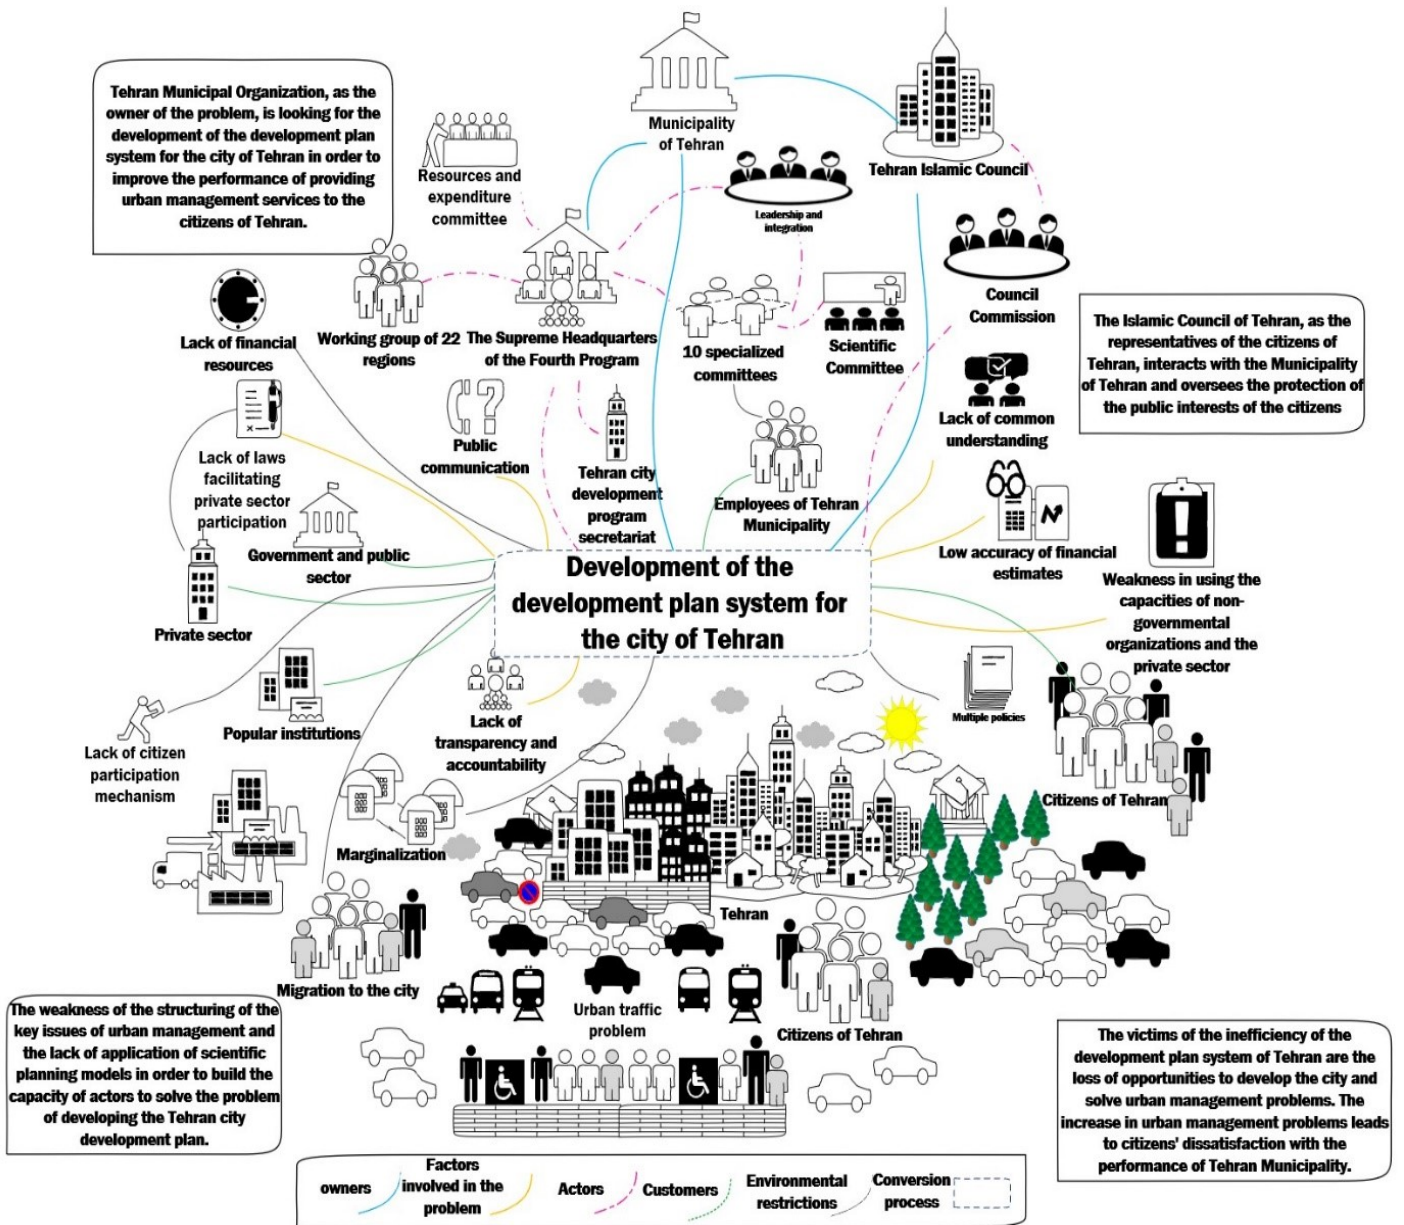 Tehran Municipal Organization, as the
owner of the problem, is looking for the
development of the development plan
system for the city of Tehran in order to
improve the performance of providing
urban management services to the
citizens of Tehran.
Municipality
of Tehran
Tehran Islamic Council
Resources and
expenditure
committee
Leadership and
integration
Council
Commission
The Islamic Council of Tehran, as the
representatives of the citizens of
Tehran, interacts with the Municipality
of Tehran and oversees the protection of
the public interests of the citizens
Lack of financial
resources
Working group of 22
regions
The Supreme Headquarters
of the Fourth Program
10 specialized
committees
Scientific
Committee
Lack of common
understanding
Lack of laws
facilitating
private sector
participation
Public
communication
Tehran city
development
program
secretariat
Employees of Tehran
Municipality
Low accuracy of financial
estimates
Weakness in using the
capacities of non-
governmental
organizations and the
private sector
Government and public
sector
Private sector
Development of the
development plan system for
the city of Tehran
Popular institutions
Lack of
transparency and
accountability
Multiple policies
Lack of citizen
participation
mechanism
Citizens of Tehran
Marginalization
Tehran
Migration to the city
Urban traffic
problem
Citizens of Tehran
The weakness of the structuring of the
key issues of urban management and
the lack of application of scientific
planning models in order to build the
capacity of actors to solve the problem
of developing the Tehran city
development plan.
The victims of the inefficiency of the
development plan system of Tehran are the
loss of opportunities to develop the city and
solve urban management problems. The
increase in urban management problems leads
to citizens' dissatisfaction with the
performance of Tehran Municipality.
owners
Factors
involved in the
problem
Actors
Customers
Environmental
restrictions
Conversion
process